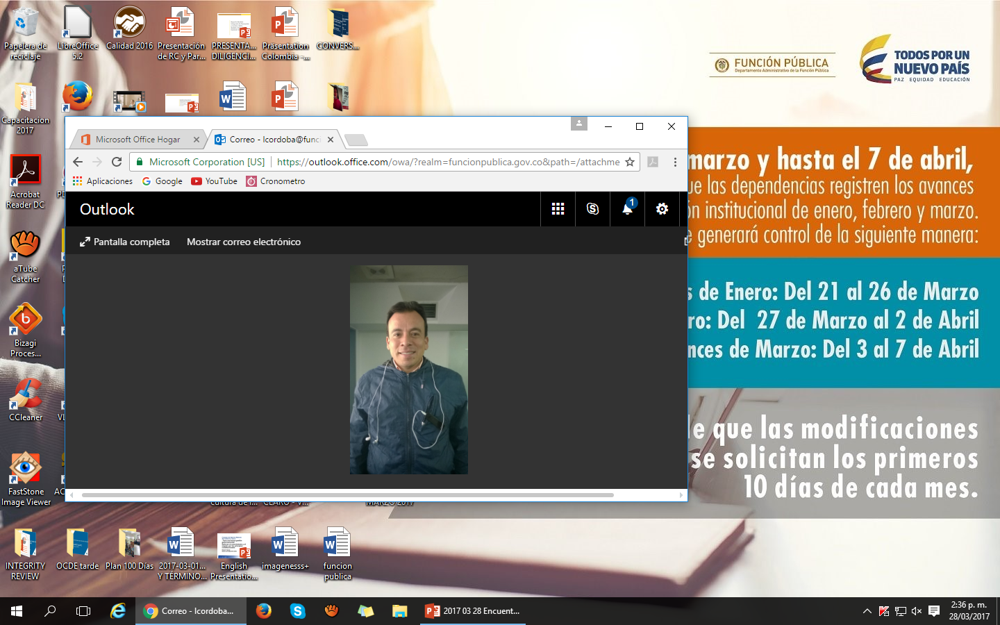 Papelera de
reciclaje
LibreOffice
5.2
Calidad 2016
Presentación
de RC y Par...
PRESENTA...
DILIGENCI...
Präsentation
Colombia -...
CONVERS...
FUNCIÓN PÚBLICA
Departamento Administrativo de la Función Pública
TODOS POR UN
NUEVO PAÍS
PAZ EQUIDAD EDUCACIÓN
Capacitacion
2017
Microsoft Office Hogar
Correo - lcordoba@func
Microsoft Corporation [US]
https://outlook.office.com/owa/?realm=funcionpublica.gov.co&path=/attachme
Aplicaciones
Google
YouTube
Cronometro
Outlook
1
Pantalla completa
Mostrar correo electrónico
marzo y hasta el 7 de abril,
ue las dependencias registren los avances
ón institucional de enero, febrero y marzo.
e generará control de la siguiente manera:
s de Enero: Del 21 al 26 de Marzo
ro: Del 27 de Marzo al 2 de Abril
nces de Marzo: Del 3 al 7 de Abril
le que las modificaciones
se solicitan los primeros
10 días de cada mes.
Acrobat
Reader DC
aTube
Catcher
Bizagi
Proces...
CCleaner
FastStone
Image Viewer
MARZO 2017
INTEGRITY
REVIEW
OCDE tarde
Plan 100 Días
2017-03-01...
Y TÉRMINO...
English
Presentatio...
imagenesss+
funcion
publica
Correo - lcordoba...
2017 03 28 Encuent...
2:36 p. m.
28/03/2017